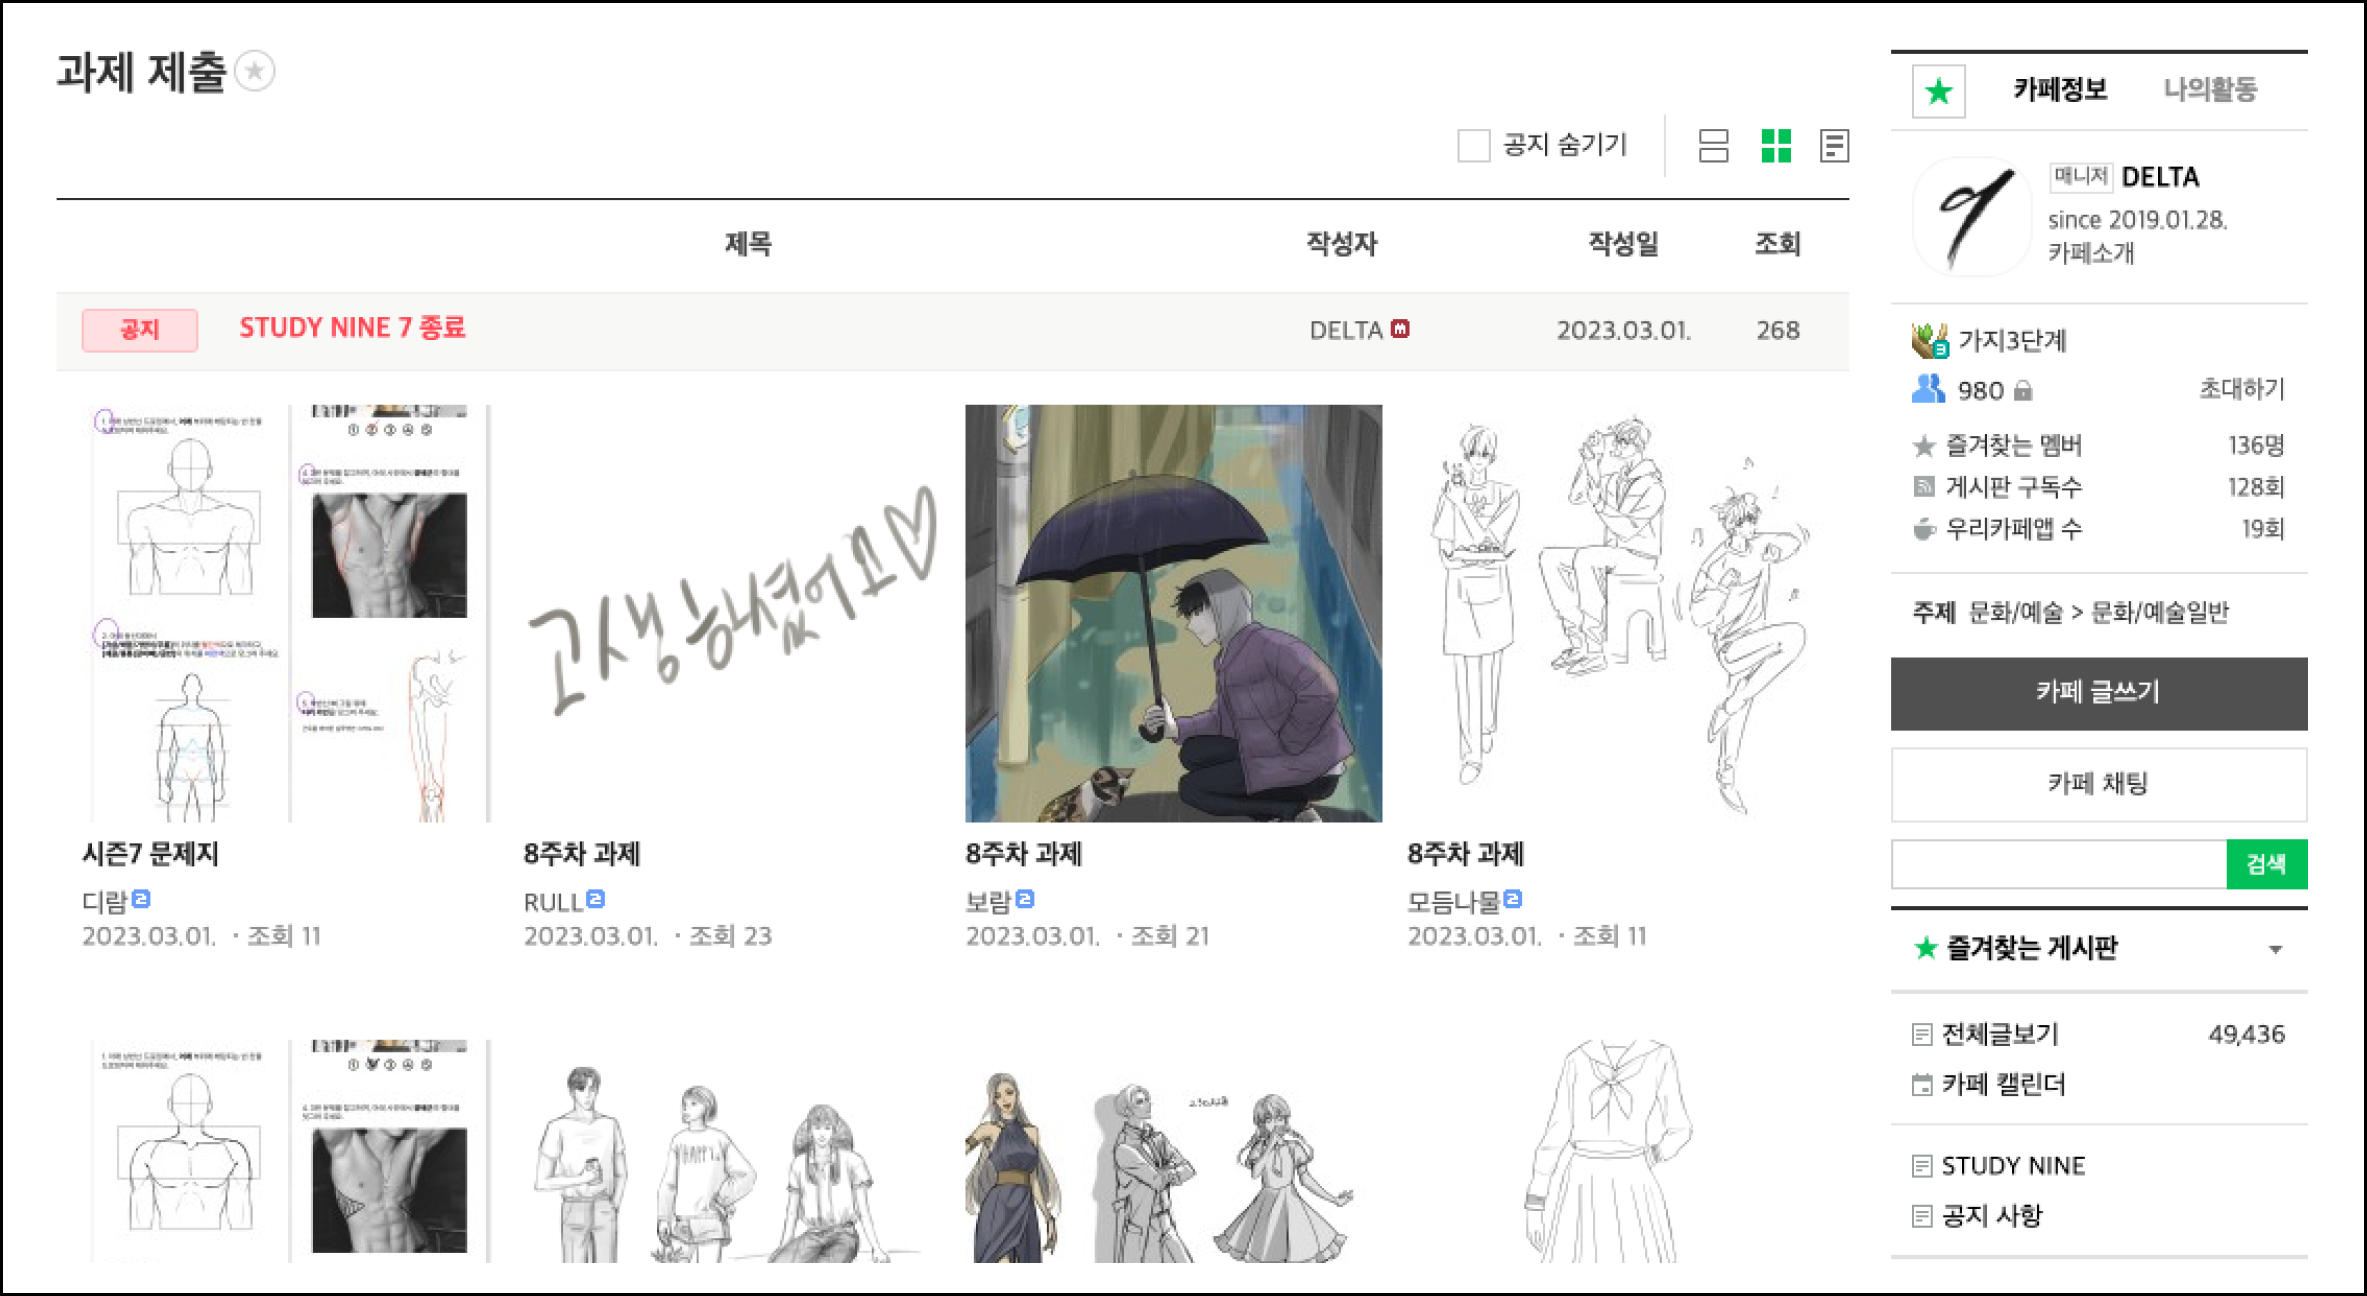 과제 제출
공지 숨기기
제목 작성자 작성일 조회
공지 STUDY NINE 7 종료 DELTA 2023.03.01. 268
① ② ③ ④ ⑤
고생하셨어요♡
시즌7 문제지
디람
2023.03.01. · 조회 11
8주차 과제
RULL
2023.03.01. · 조회 23
8주차 과제
보람
2023.03.01. · 조회 21
8주차 과제
모듬나물
2023.03.01. · 조회 11
HAPPY
카페정보 나의활동
매니저 DELTA
since 2019.01.28.
카페소개
가지3단계
980 초대하기
즐겨찾는 멤버 136명
게시판 구독수 128회
우리카페앱 수 19회
주제 문화/예술 > 문화/예술일반
카페 글쓰기
카페 채팅
검색
즐겨찾는 게시판
전체글보기 49,436
카페 캘린더
STUDY NINE
공지 사항